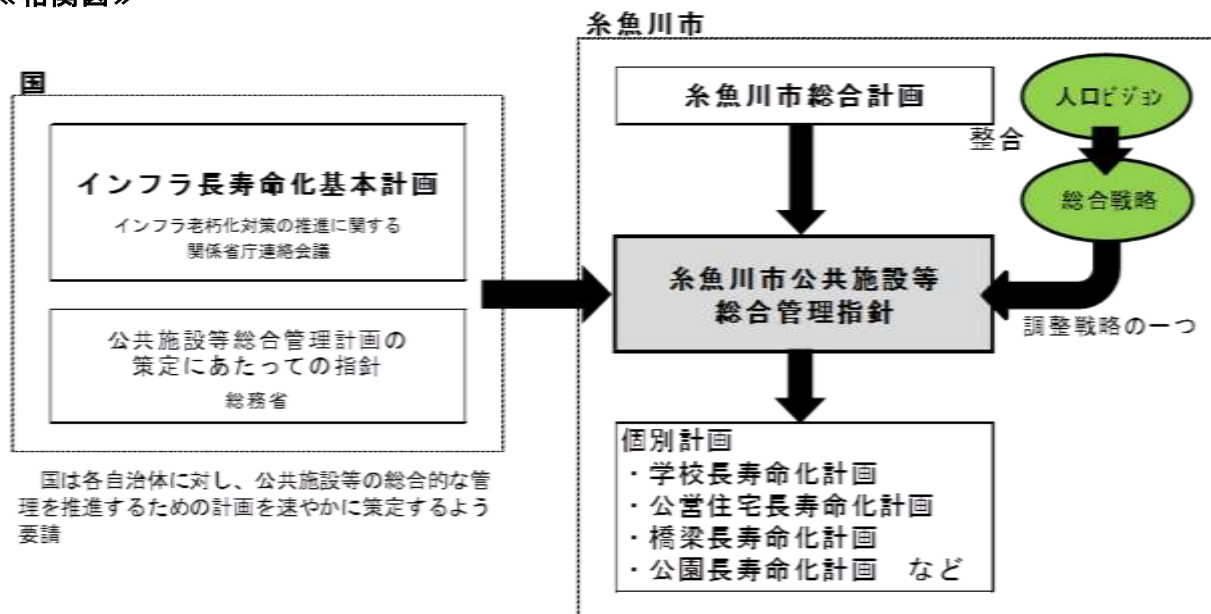 ≪相関図≫
国
インフラ長寿命化基本計画
インフラ老朽化対策の推進に関する
関係省庁連絡会議
公共施設等総合管理計画の
策定にあたっての指針
総務省
国は各自治体に対し、公共施設等の総合的な管
理を推進するための計画を速やかに策定するよう
要請
糸魚川市
糸魚川市総合計画
人口ビジョン
整合
総合戦略
糸魚川市公共施設等
総合管理指針
調整戦略の一つ
個別計画
・学校長寿命化計画
・公営住宅長寿命化計画
・橋梁長寿命化計画
・公園長寿命化計画　など